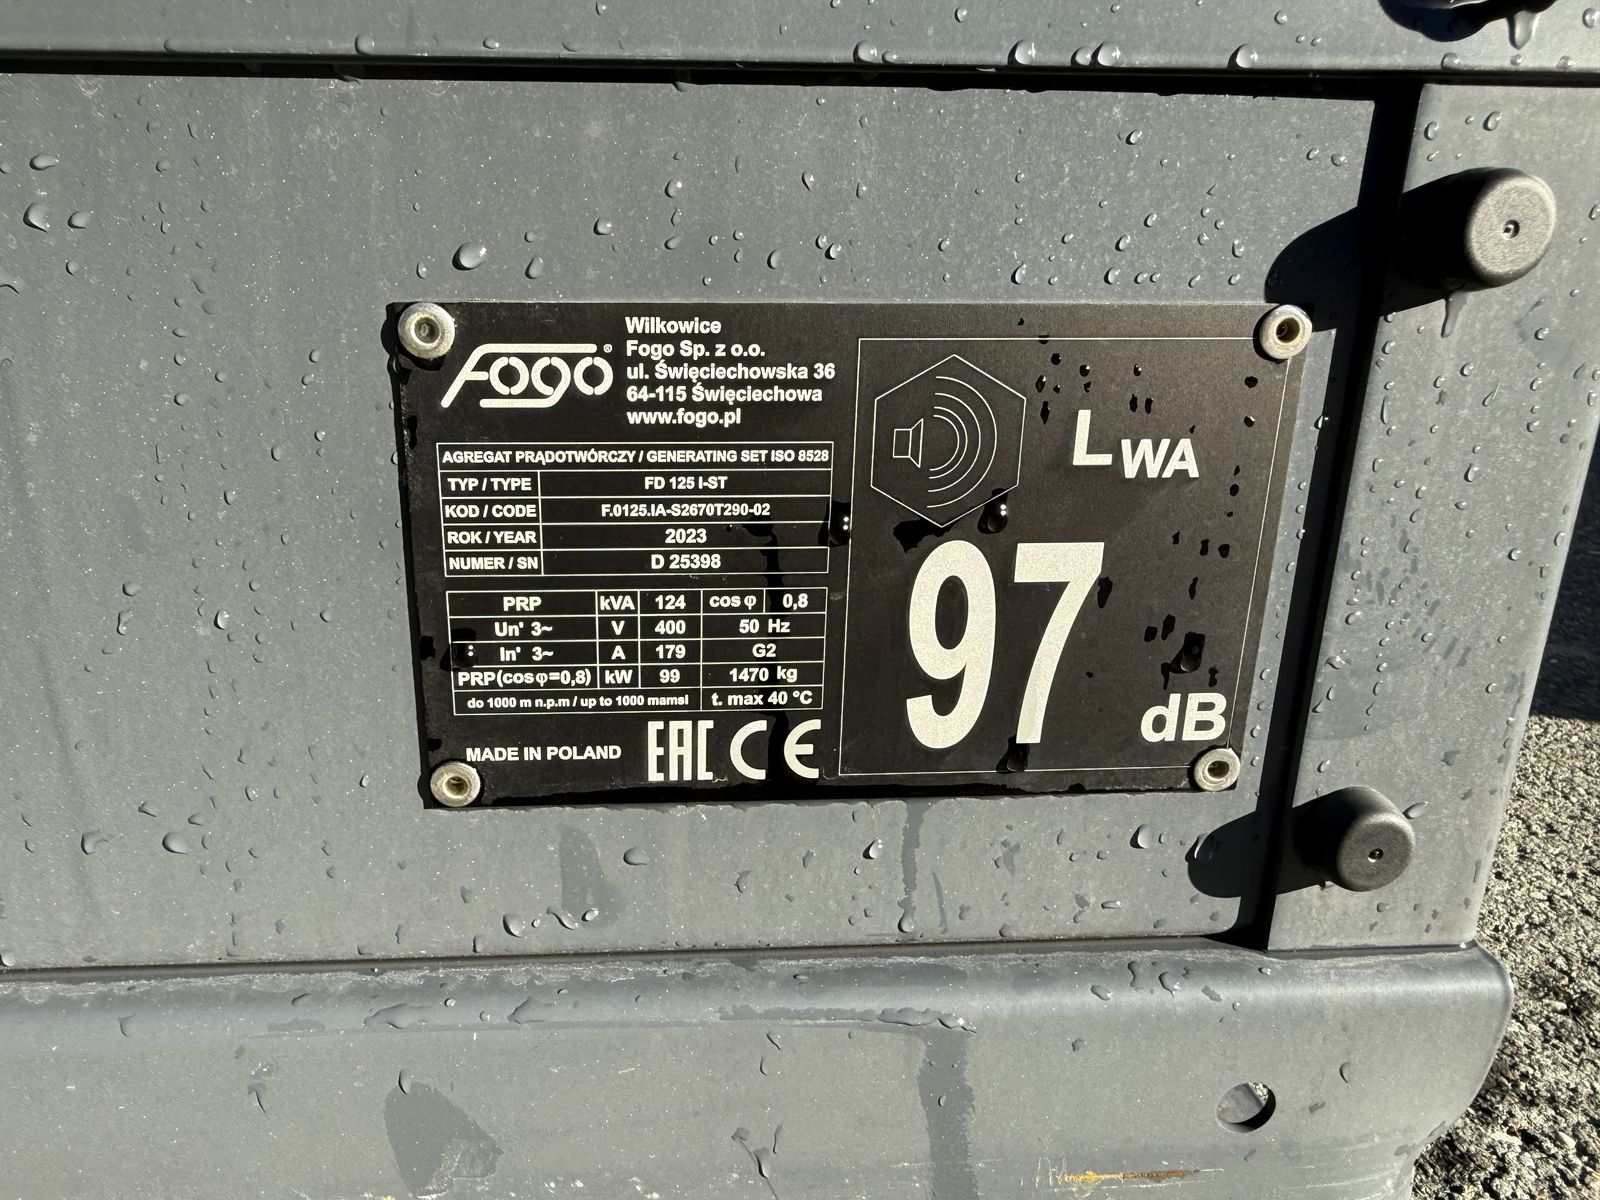 Fogo®
Wilkowice
Fogo Sp. z o.o.
ul. Święciechowska 36
64-115 Święciechowa
www.fogo.pl
AGREGAT PRĄDOTWÓRCZY / GENERATING SET ISO 8528
TYP / TYPE FD 125 I-ST
KOD / CODE F.0125.IA-S2670T290-02
ROK / YEAR 2023
NUMER / SN D 25398
PRP kVA 124 cos φ 0,8
Un' 3~ V 400 50 Hz
In' 3~ A 179 G2
PRP(cosφ=0,8) kW 99 1470 kg
do 1000 m n.p.m / up to 1000 mamsl t. max 40 °C
MADE IN POLAND EAC CE
LWA
97
dB